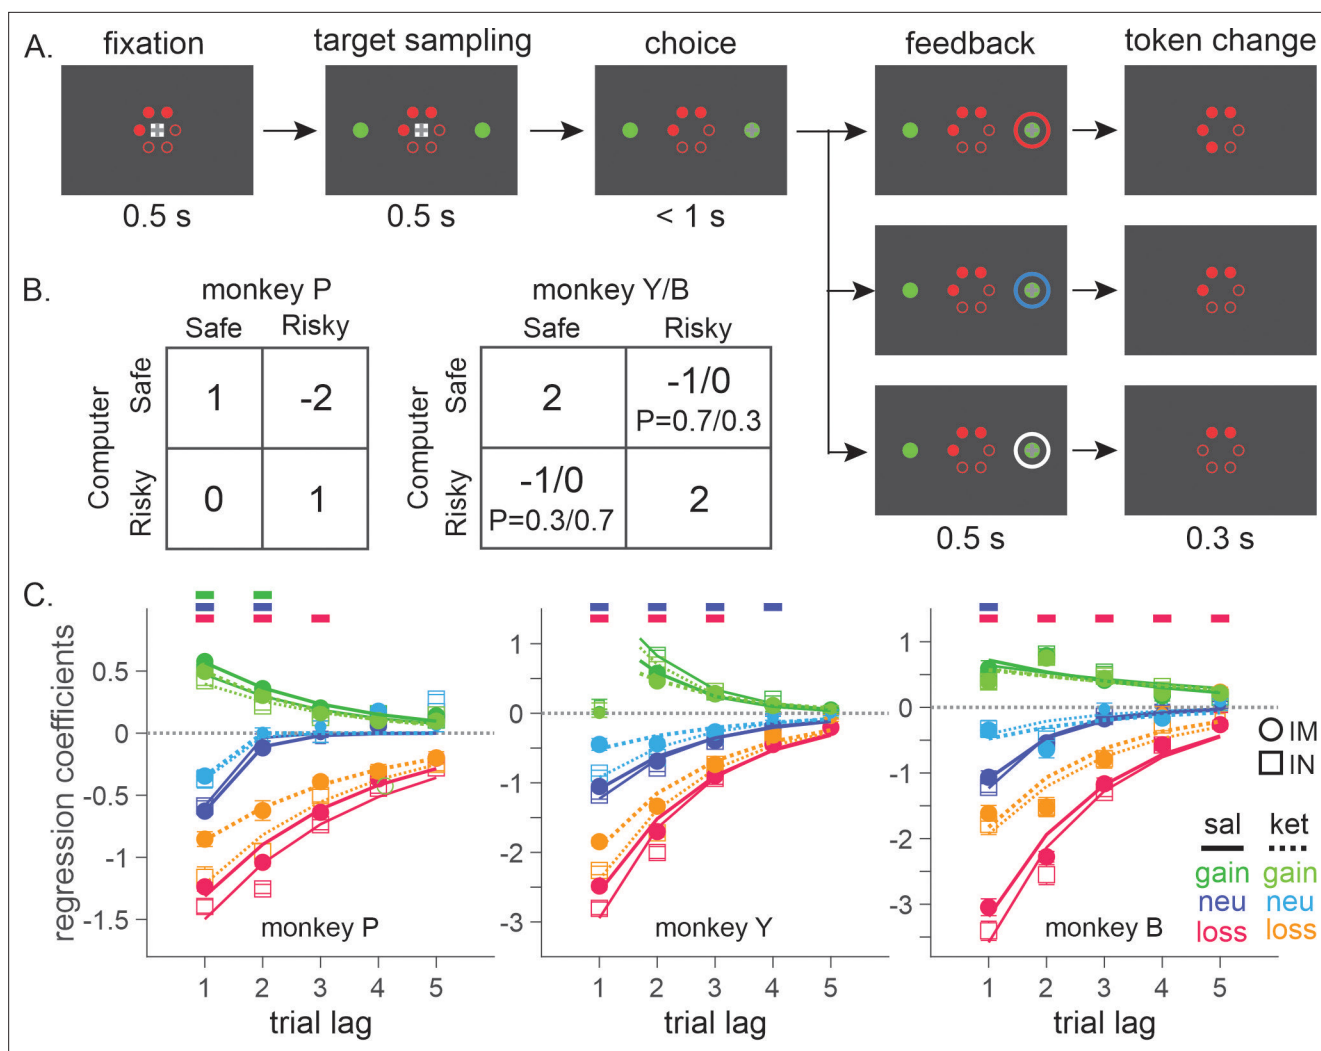 A.
fixation
target sampling
choice
feedback
token change
0.5 s
0.5 s
< 1 s
0.5 s
0.3 s
B.
monkey P
Safe Risky
Computer
Safe
1 -2
Risky
0 1
monkey Y/B
Safe Risky
Computer
Safe
2 -1/0
P=0.7/0.3
Risky
-1/0 2
P=0.3/0.7
C.
regression coefficients
0.5
0
-0.5
-1
-1.5
monkey P
1 2 3 4 5
trial lag
1
0
-1
-2
-3
monkey Y
1 2 3 4 5
trial lag
1
0
-1
-2
-3
monkey B
1 2 3 4 5
trial lag
IM
IN
sal ket
gain gain
neu neu
loss loss